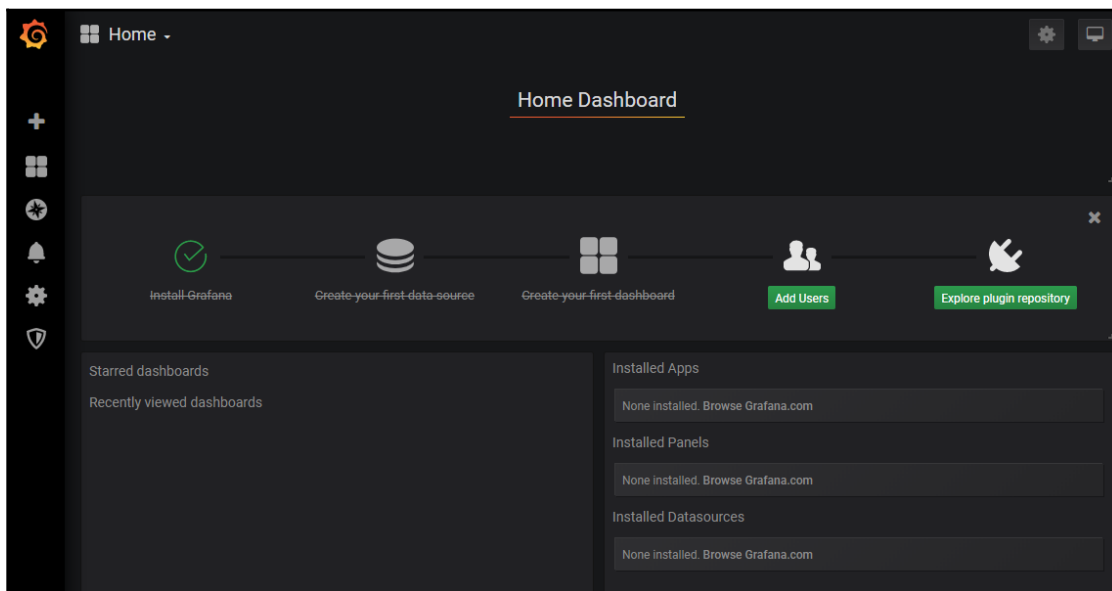 Home
Home Dashboard
Install Grafana
Create your first data source
Create your first dashboard
Add Users
Explore plugin repository
Starred dashboards
Recently viewed dashboards
Installed Apps
None installed. Browse Grafana.com
Installed Panels
None installed. Browse Grafana.com
Installed Datasources
None installed. Browse Grafana.com